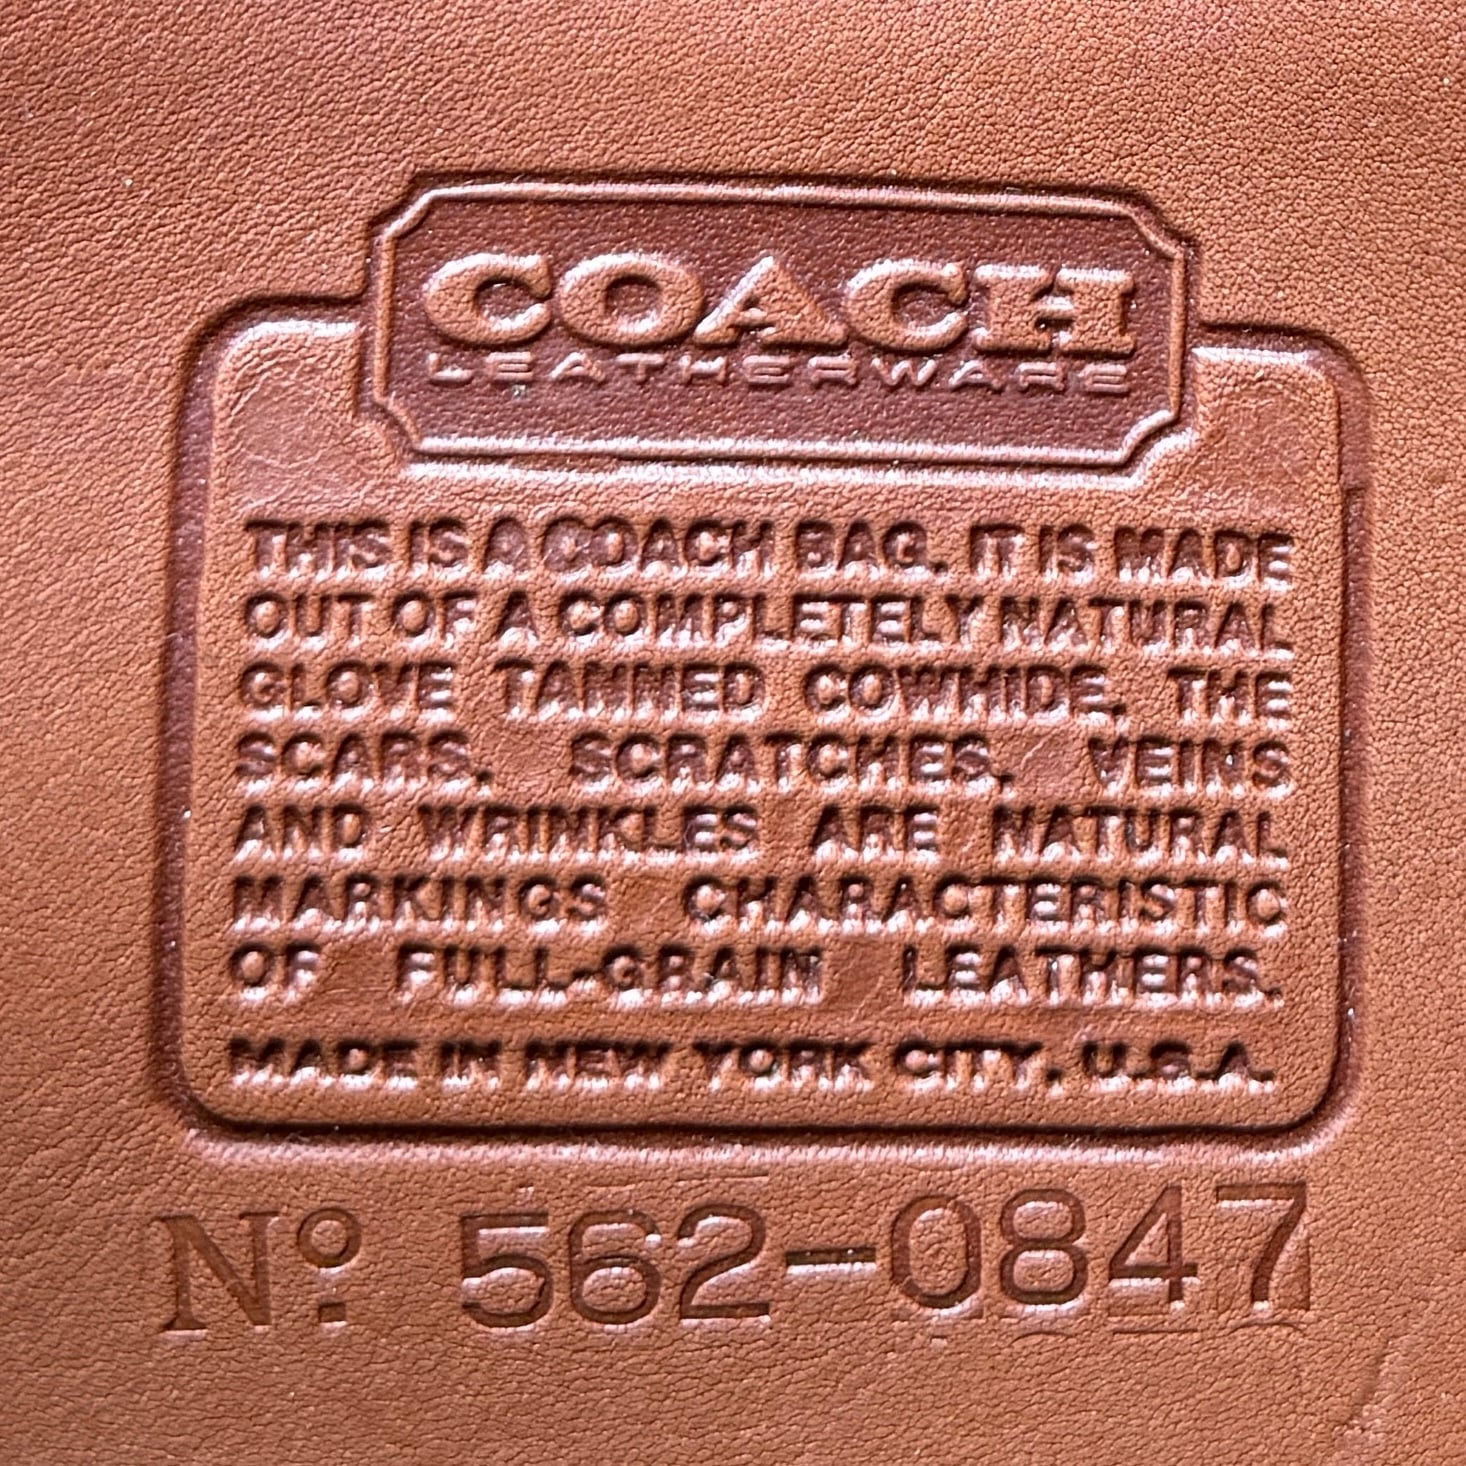 COACH
LEATHERWARE
THIS IS A COACH BAG. IT IS MADE
OUT OF A COMPLETELY NATURAL
GLOVE TANNED COWHIDE. THE
SCARS, SCRATCHES, VEINS
AND WRINKLES ARE NATURAL
MARKINGS CHARACTERISTIC
OF FULL-GRAIN LEATHERS.
MADE IN NEW YORK CITY, U.S.A.
Nº 562-0847